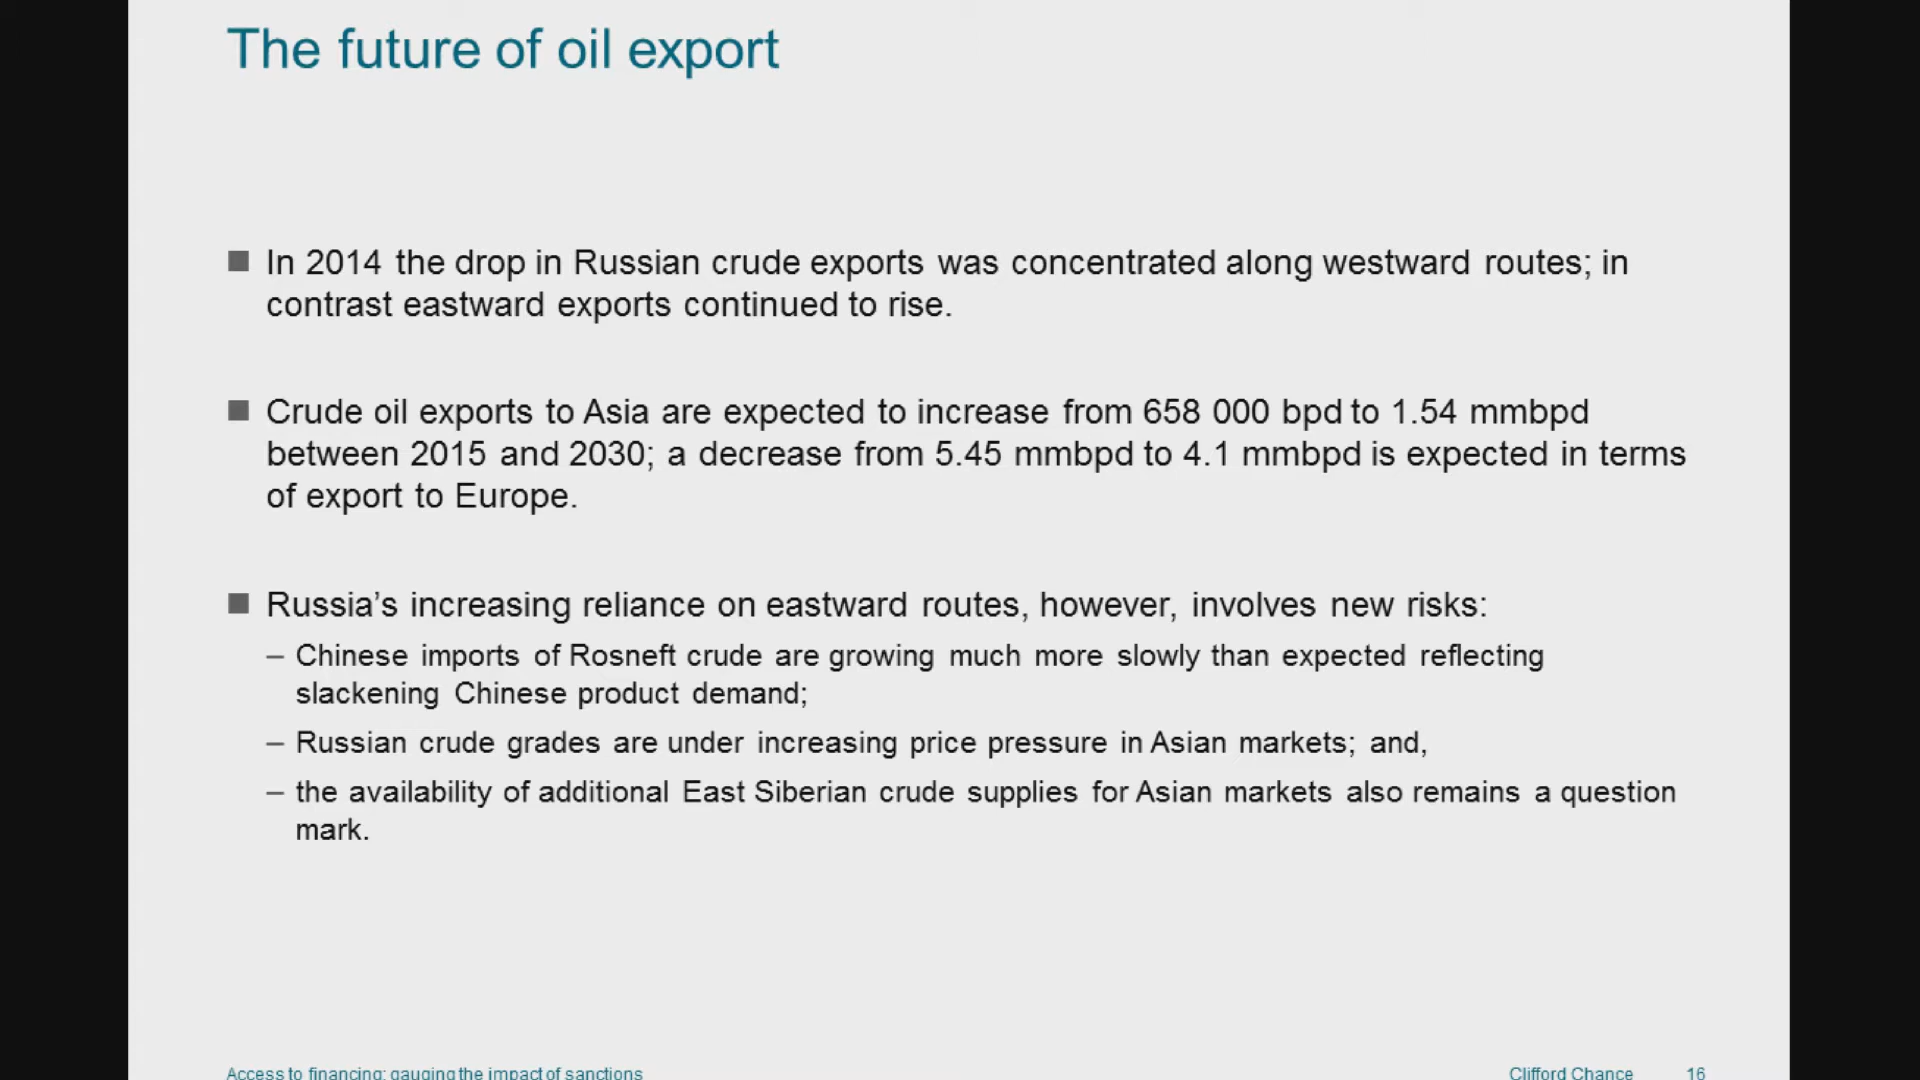 The future of oil export
In 2014 the drop in Russian crude exports was concentrated along westward routes; in
contrast eastward exports continued to rise.
Crude oil exports to Asia are expected to increase from 658 000 bpd to 1.54 mmbpd
between 2015 and 2030; a decrease from 5.45 mmbpd to 4.1 mmbpd is expected in terms
of export to Europe.
Russia's increasing reliance on eastward routes, however, involves new risks:
– Chinese imports of Rosneft crude are growing much more slowly than expected reflecting
slackening Chinese product demand;
– Russian crude grades are under increasing price pressure in Asian markets; and,
– the availability of additional East Siberian crude supplies for Asian markets also remains a question
mark.
Access to financing: gauging the impact of sanctions
Clifford Chance 16